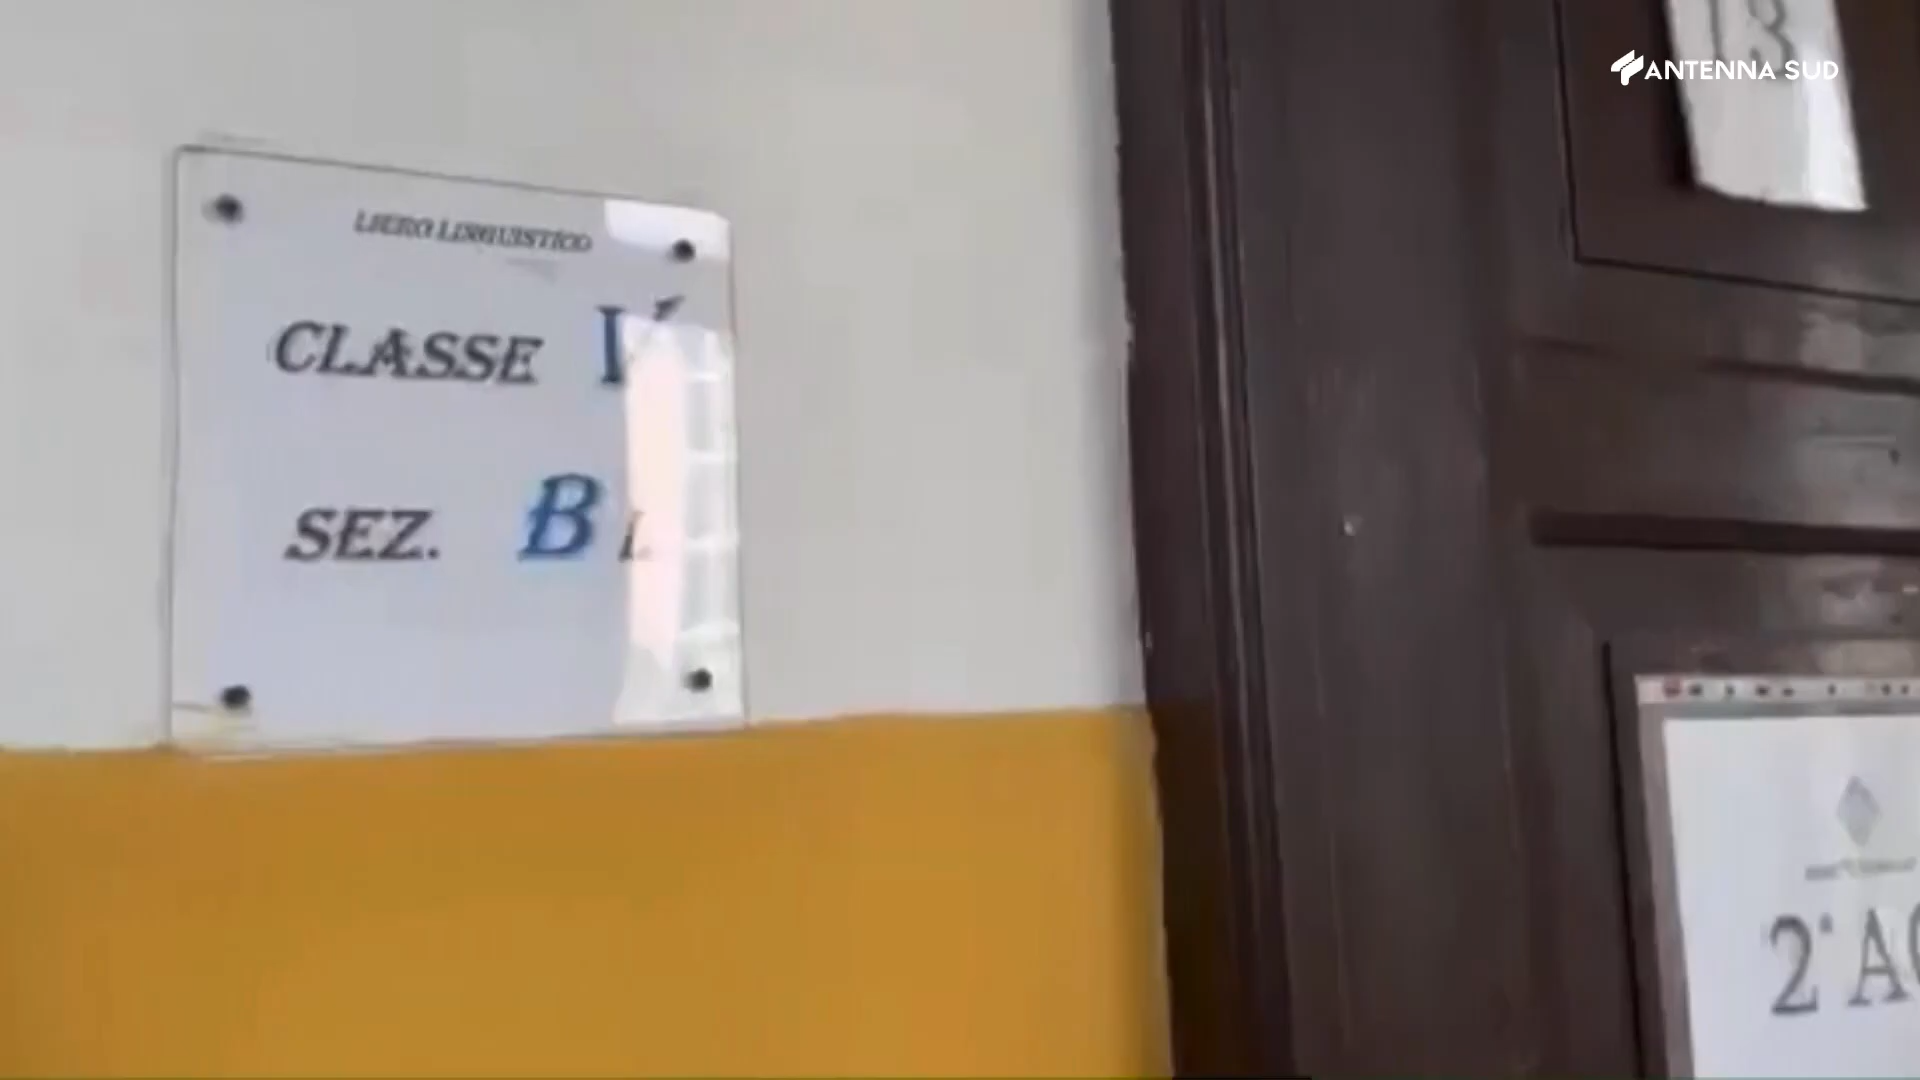 ANTENNA SUD
LICEO LINGUISTICO
CLASSE V
SEZ. B L
2ª A